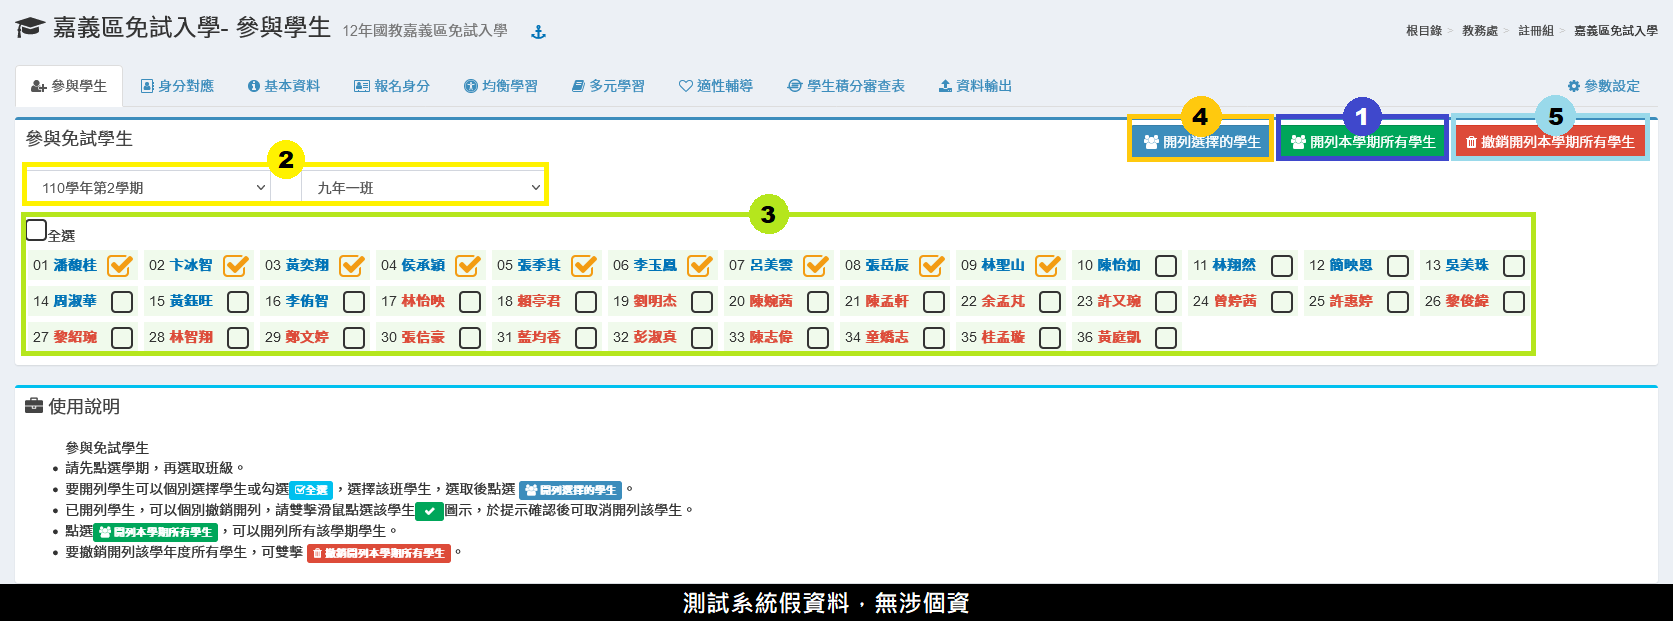 嘉義區免試入學- 參與學生 12年國教嘉義區免試入學
根目錄 > 教務處 > 註冊組 > 嘉義區免試入學
參與學生 身分對應 基本資料 報名身分 均衡學習 多元學習 適性輔導 學生積分審查表 資料輸出 參數設定
參與免試學生
4 開列選擇的學生
1 開列本學期所有學生
5 撤銷開列本學期所有學生
2
110學年第2學期 九年一班
3
全選
01 潘馥桂 02 卞冰智 03 黃奕翔 04 侯承穎 05 張季其 06 李玉鳳 07 呂美雲 08 張岳辰 09 林聖山 10 陳怡如 11 林翔然 12 簡映恩 13 吳美珠
14 周淑華 15 黃鈺旺 16 李侑智 17 林怡映 18 賴亭君 19 劉明杰 20 陳婉茜 21 陳孟軒 22 余孟芃 23 許又琬 24 曾婷茜 25 許惠婷 26 黎俊緯
27 黎紹琬 28 林智翔 29 鄭文婷 30 張信豪 31 藍均香 32 彭淑真 33 陳志偉 34 童嬌志 35 桂孟璇 36 黃庭凱
使用說明
參與免試學生
• 請先點選學期，再選取班級。
• 要開列學生可以個別選擇學生或勾選 全選 ，選擇該班學生，選取後點選 開列選擇的學生 。
• 已開列學生，可以個別撤銷開列，請雙擊滑鼠點選該學生 圖示，於提示確認後可取消開列該學生。
• 點選 開列本學期所有學生 ，可以開列所有該學期學生。
• 要撤銷開列該學年度所有學生，可雙擊 撤銷開列本學期所有學生 。
測試系統假資料，無涉個資